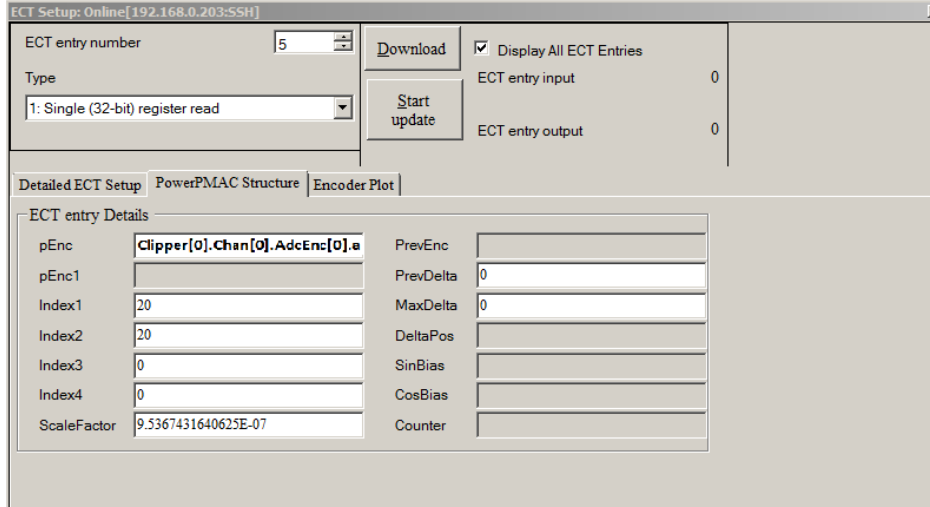 ECT Setup: Online[192.168.0.203:SSH]
ECT entry number
5
Download
Display All ECT Entries
Type
ECT entry input
0
1: Single (32-bit) register read
Start
update
ECT entry output
0
Detailed ECT Setup
PowerPMAC Structure
Encoder Plot
ECT entry Details
pEnc
Clipper[0].Chan[0].AdcEnc[0].a
PrevEnc
pEnc1
PrevDelta
0
Index1
20
MaxDelta
0
Index2
20
DeltaPos
Index3
0
SinBias
Index4
0
CosBias
ScaleFactor
9.5367431640625E-07
Counter